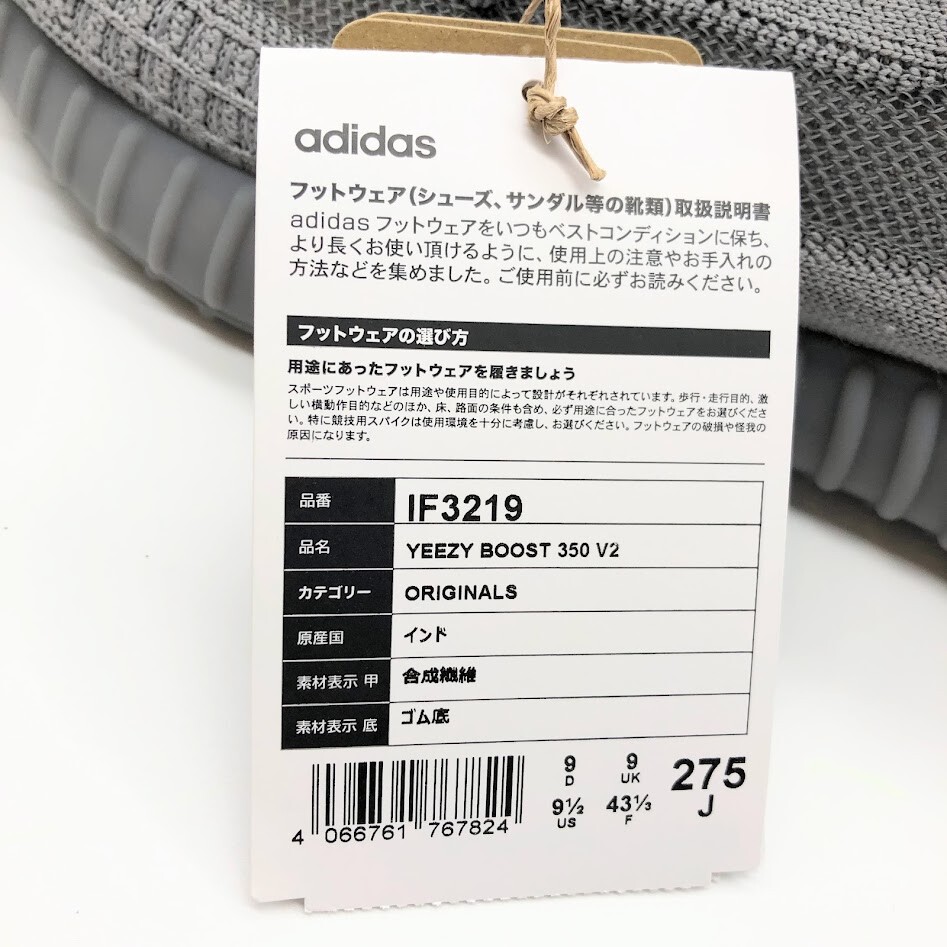 adidas
フットウェア(シューズ、サンダル等の靴類)取扱説明書
adidas フットウェアをいつもベストコンディションに保ち、
より長くお使い頂けるように、使用上の注意やお手入れの
方法などを集めました。ご使用前に必ずお読みください。
フットウェアの選び方
用途にあったフットウェアを履きましょう
スポーツフットウェアは用途や使用目的によって設計がそれぞれされています。歩行・走行目的、激
しい横動作目的などのほか、床、路面の条件も含め、必ず用途に合ったフットウェアをお選びくださ
い。特に競技用スパイクは使用環境を十分に考慮し、お選びください。フットウェアの破損や怪我の
原因になります。
品番 IF3219
品名 YEEZY BOOST 350 V2
カテゴリー ORIGINALS
原産国 インド
素材表示 甲 合成繊維
素材表示 底 ゴム底
9 9 275
D UK J
9½ 43⅓
US F
4 066761 767824